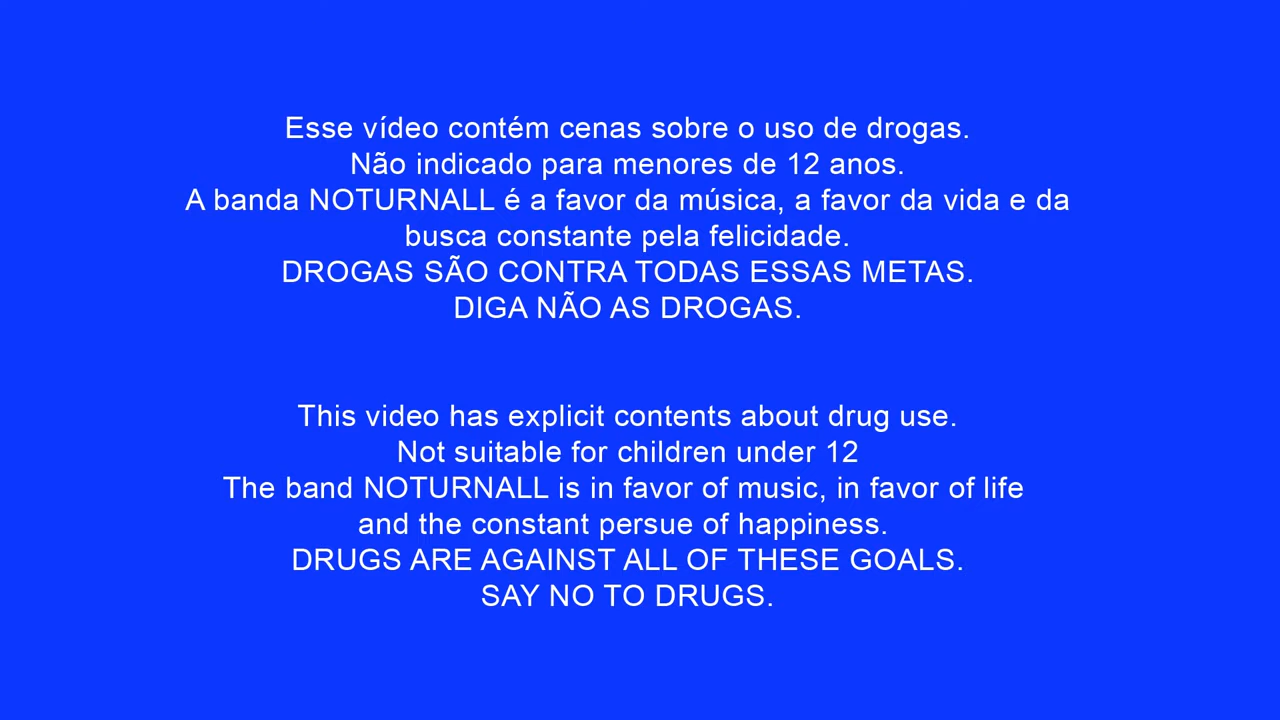 Esse vídeo contém cenas sobre o uso de drogas.
Não indicado para menores de 12 anos.
A banda NOTURNALL é a favor da música, a favor da vida e da
busca constante pela felicidade.
DROGAS SÃO CONTRA TODAS ESSAS METAS.
DIGA NÃO AS DROGAS.
This video has explicit contents about drug use.
Not suitable for children under 12
The band NOTURNALL is in favor of music, in favor of life
and the constant persue of happiness.
DRUGS ARE AGAINST ALL OF THESE GOALS.
SAY NO TO DRUGS.